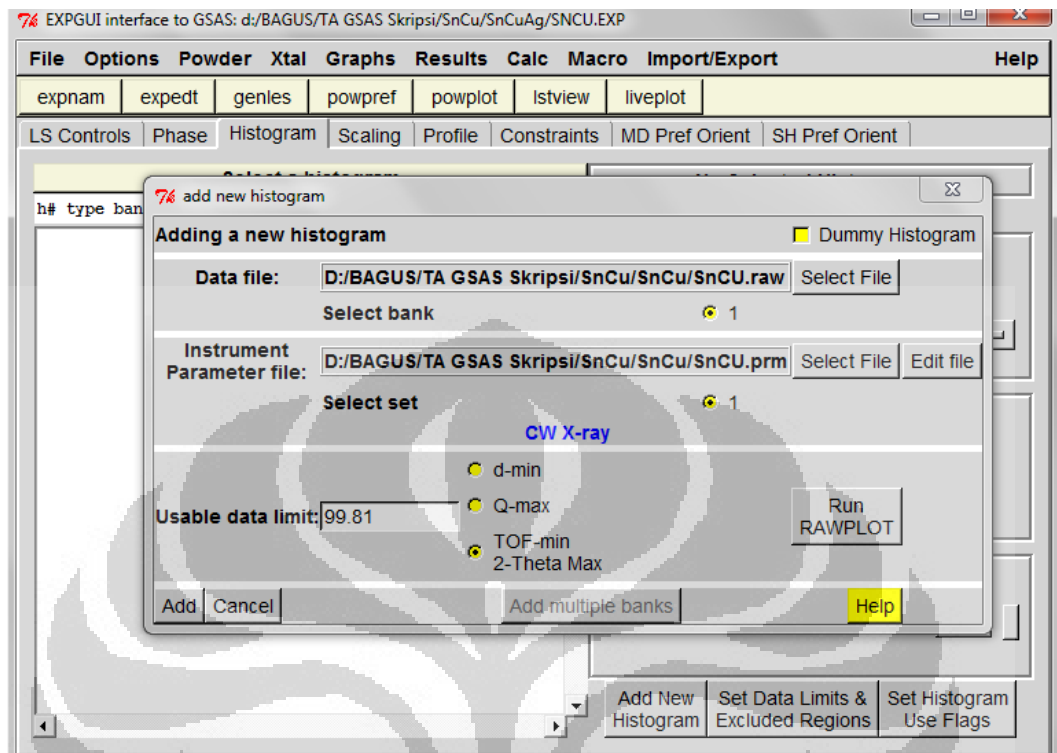 EXPGUI interface to GSAS: d:/BAGUS/TA GSAS Skripsi/SnCu/SnCuAg/SNCU.EXP
File Options Powder Xtal Graphs Results Calc Macro Import/Export Help
expnam expedt genles powpref powplot lstview liveplot
LS Controls Phase Histogram Scaling Profile Constraints MD Pref Orient SH Pref Orient
h# type ban
add new histogram
Adding a new histogram Dummy Histogram
Data file: D:/BAGUS/TA GSAS Skripsi/SnCu/SnCu/SnCU.raw Select File
Select bank 1
Instrument
Parameter file: D:/BAGUS/TA GSAS Skripsi/SnCu/SnCu/SnCU.prm Select File Edit file
Select set 1
CW X-ray
d-min
Usable data limit: 99.81 Q-max Run
RAWPLOT
TOF-min
2-Theta Max
Add Cancel Add multiple banks Help
Add New Set Data Limits & Set Histogram
Histogram Excluded Regions Use Flags